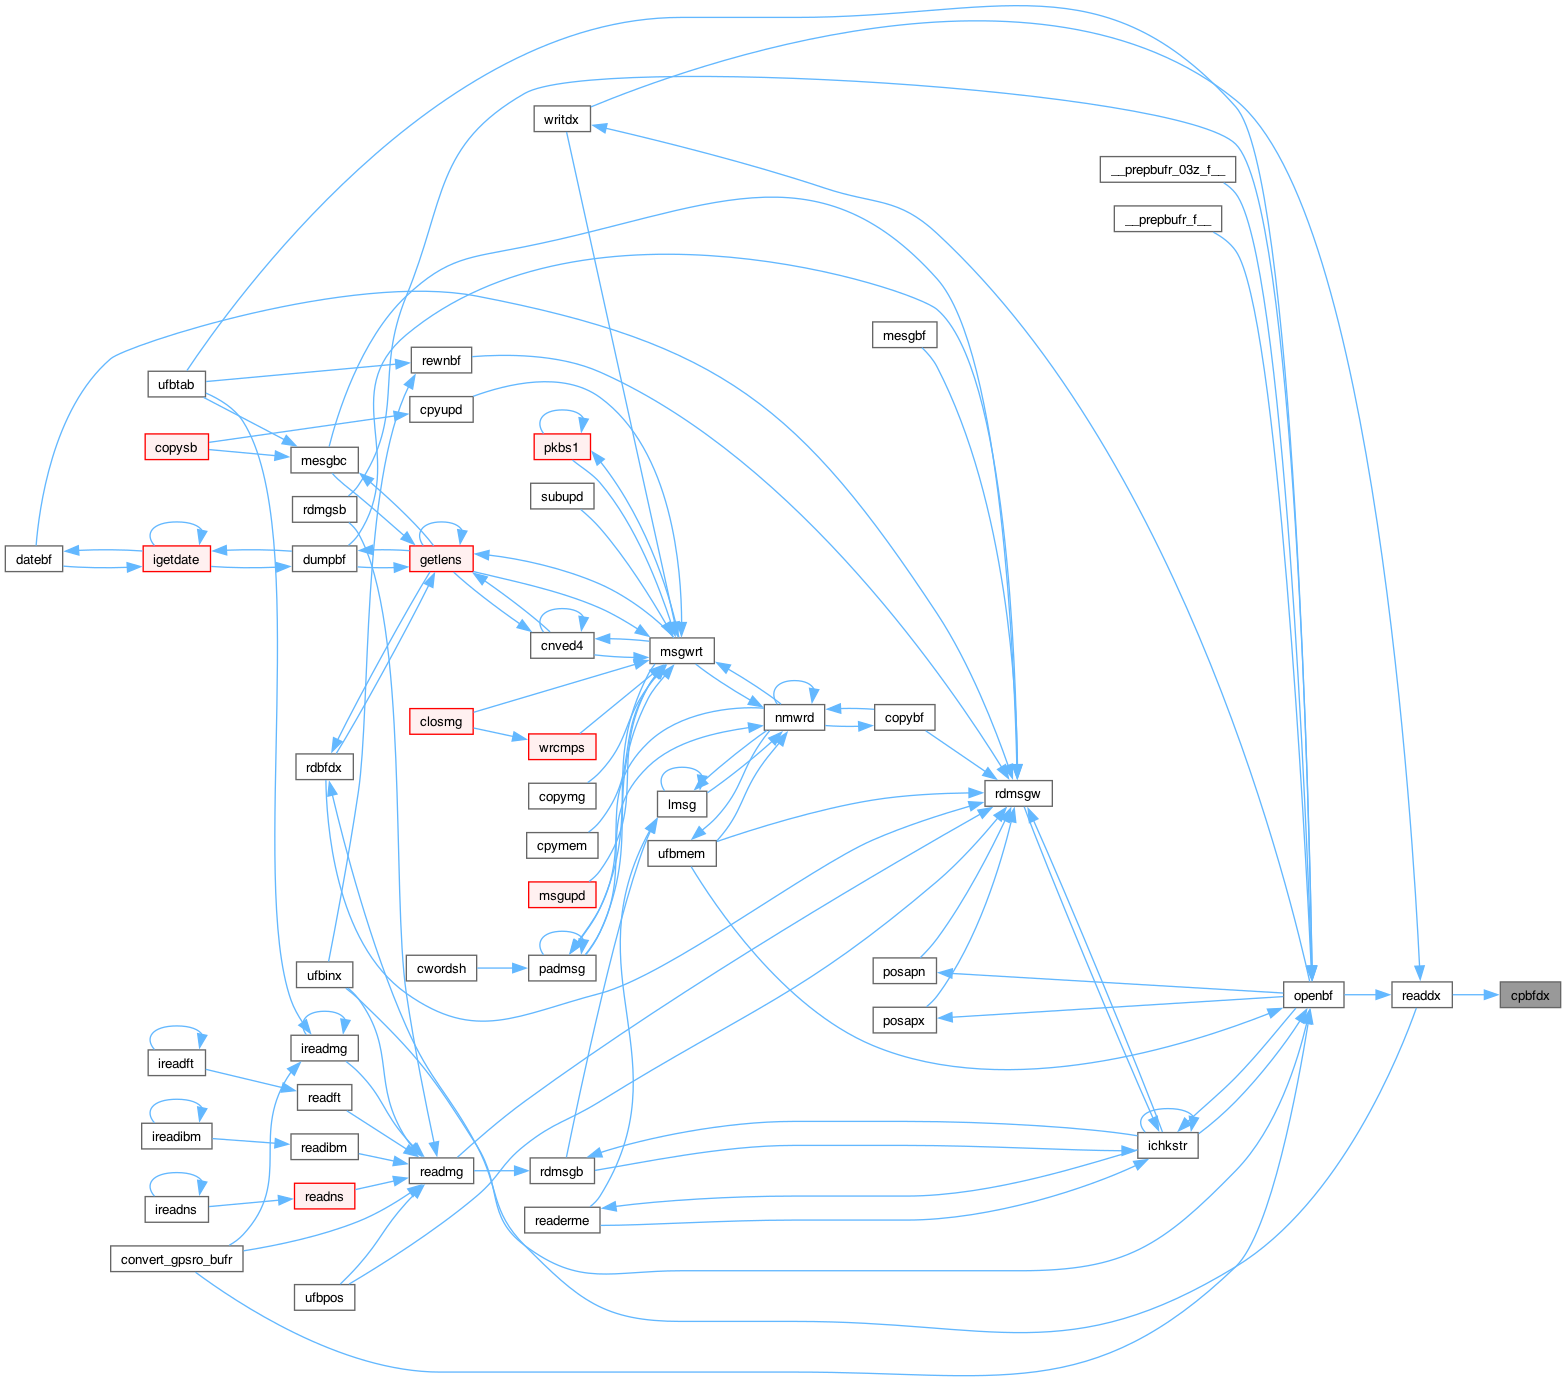 writdx
__prepbufr_03z_f__
__prepbufr_f__
mesgbf
rewnbf
ufbtab
cpyupd
copysb
pkbs1
mesgbc
subupd
rdmgsb
datebf
igetdate
dumpbf
getlens
cnved4
msgwrt
closmg
nmwrd
copybf
wrcmps
rdbfdx
copymg
lmsg
rdmsgw
cpymem
ufbmem
msgupd
cwordsh
padmsg
ufbinx
posapn
openbf
readdx
cpbfdx
posapx
ireadmg
ireadft
readft
ireadibm
readibm
ichkstr
readmg
rdmsgb
readns
ireadns
readerme
convert_gpsro_bufr
ufbpos